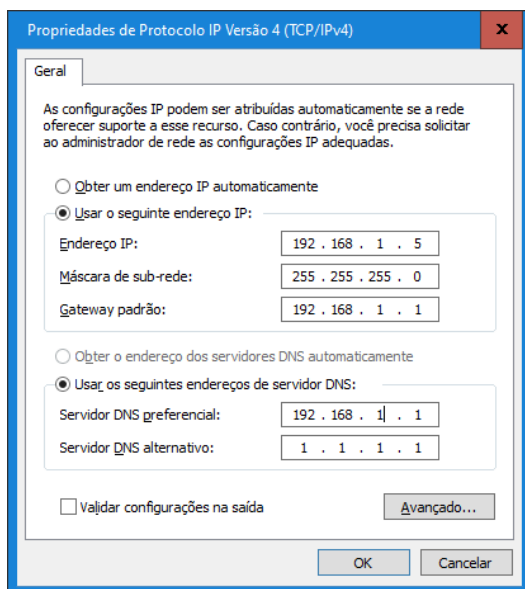 Propriedades de Protocolo IP Versão 4 (TCP/IPv4)
x
Geral
As configurações IP podem ser atribuídas automaticamente se a rede
oferecer suporte a esse recurso. Caso contrário, você precisa solicitar
ao administrador de rede as configurações IP adequadas.
Obter um endereço IP automaticamente
Usar o seguinte endereço IP:
Endereço IP: 192 . 168 . 1 . 5
Máscara de sub-rede: 255 . 255 . 255 . 0
Gateway padrão: 192 . 168 . 1 . 1
Obter o endereço dos servidores DNS automaticamente
Usar os seguintes endereços de servidor DNS:
Servidor DNS preferencial: 192 . 168 . 1 . 1
Servidor DNS alternativo: 1 . 1 . 1 . 1
Validar configurações na saída
Avançado...
OK Cancelar